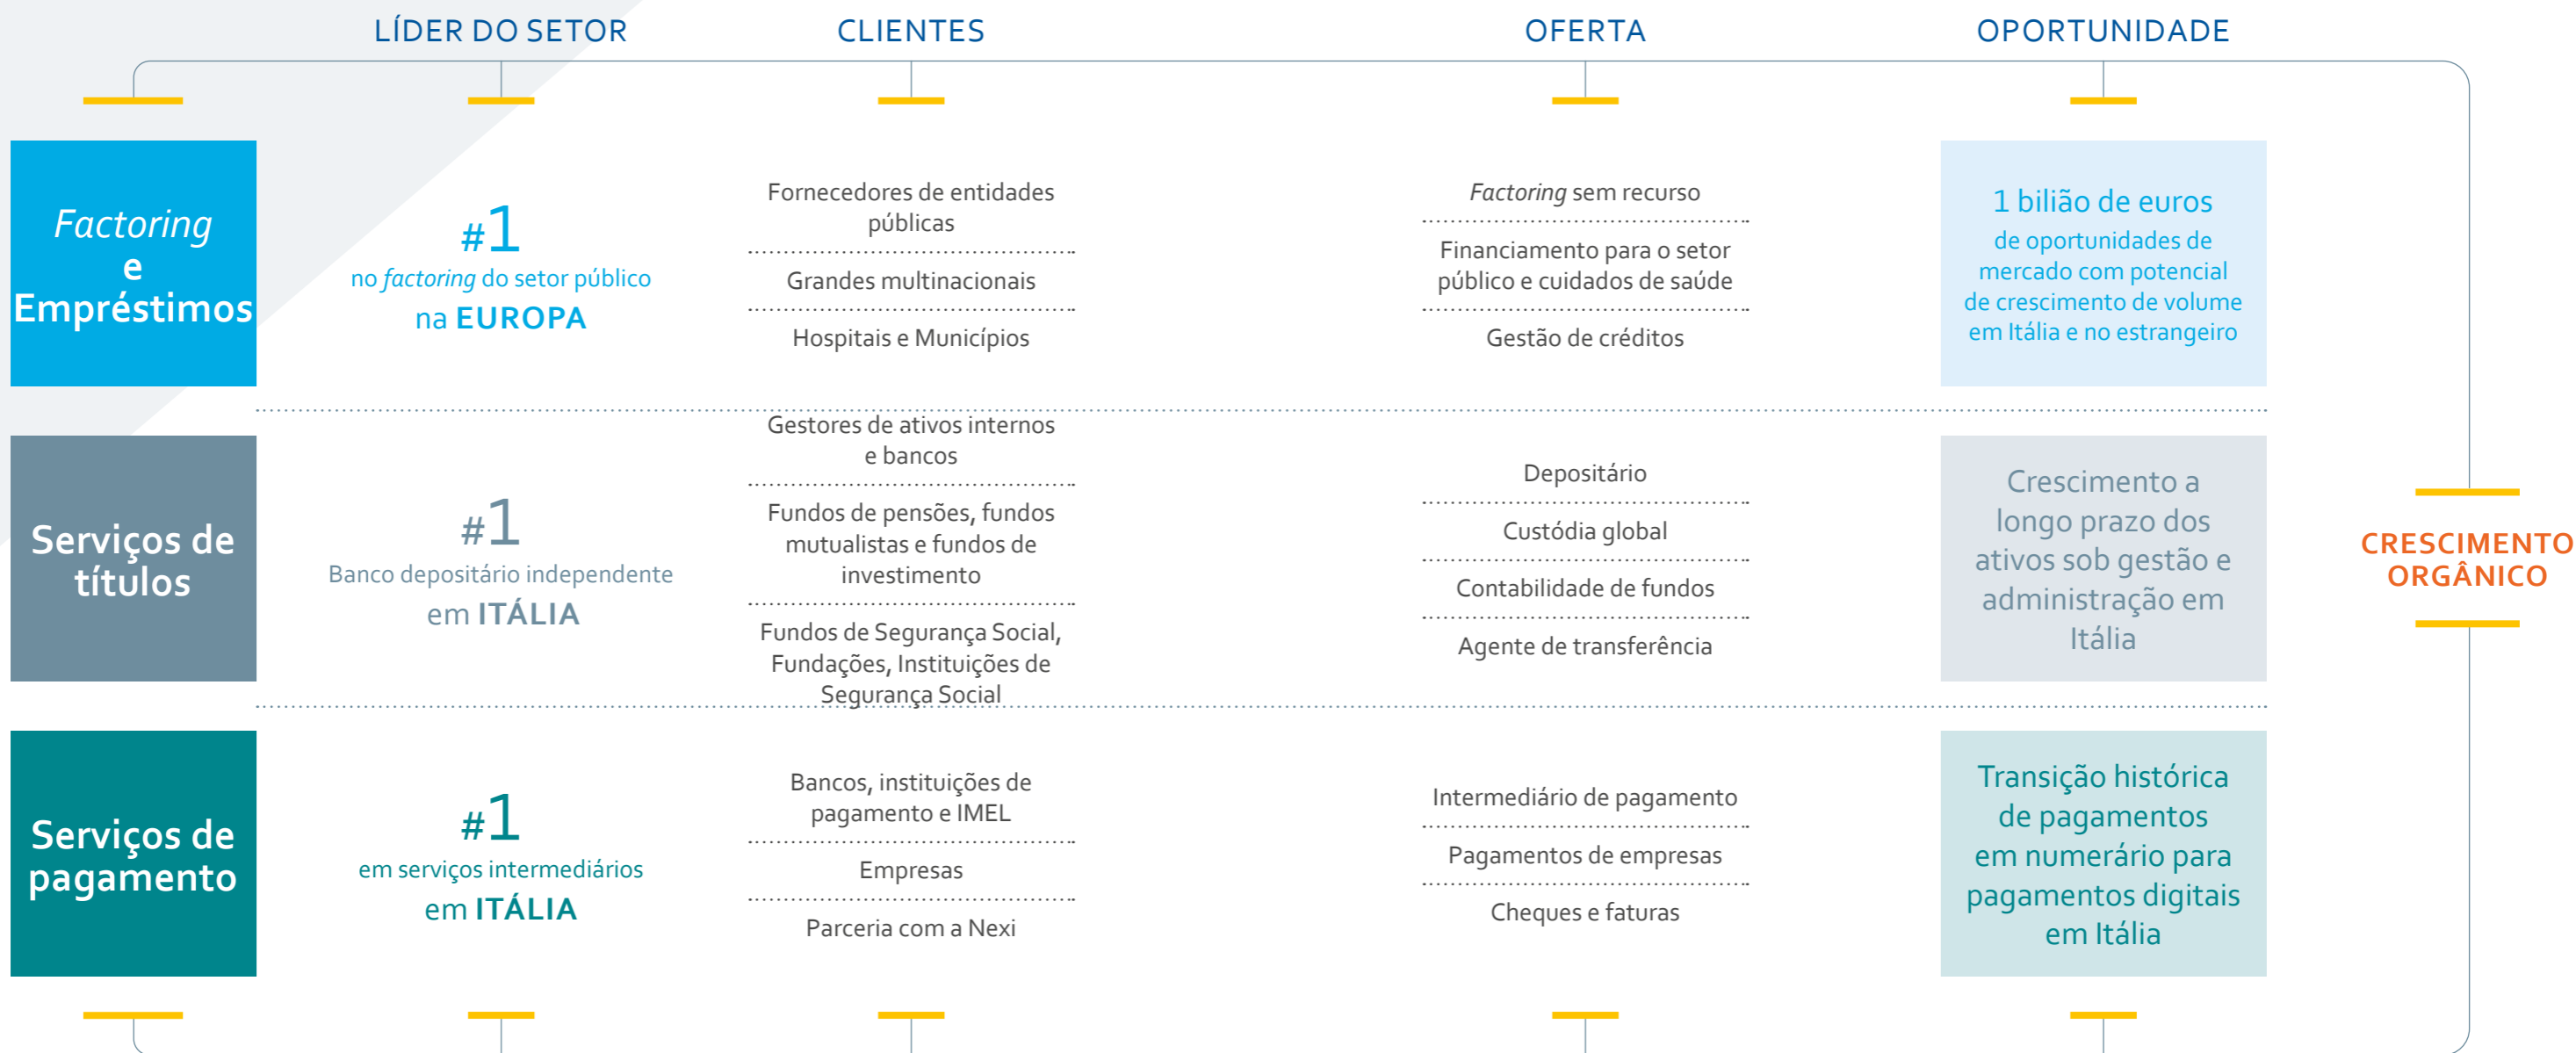 LÍDER DO SETOR
CLIENTES
OFERTA
OPORTUNIDADE
Factoring
e
Empréstimos
#1
no factoring do setor público
na EUROPA
Fornecedores de entidades
públicas
Grandes multinacionais
Hospitais e Municípios
Factoring sem recurso
Financiamento para o setor
público e cuidados de saúde
Gestão de créditos
1 bilião de euros
de oportunidades de
mercado com potencial
de crescimento de volume
em Itália e no estrangeiro
Serviços de
títulos
#1
Banco depositário independente
em ITÁLIA
Gestores de ativos internos
e bancos
Fundos de pensões, fundos
mutualistas e fundos de
investimento
Fundos de Segurança Social,
Fundações, Instituições de
Segurança Social
Depositário
Custódia global
Contabilidade de fundos
Agente de transferência
Crescimento a
longo prazo dos
ativos sob gestão e
administração em
Itália
CRESCIMENTO
ORGÂNICO
Serviços de
pagamento
#1
em serviços intermediários
em ITÁLIA
Bancos, instituições de
pagamento e IMEL
Empresas
Parceria com a Nexi
Intermediário de pagamento
Pagamentos de empresas
Cheques e faturas
Transição histórica
de pagamentos
em numerário para
pagamentos digitais
em Itália